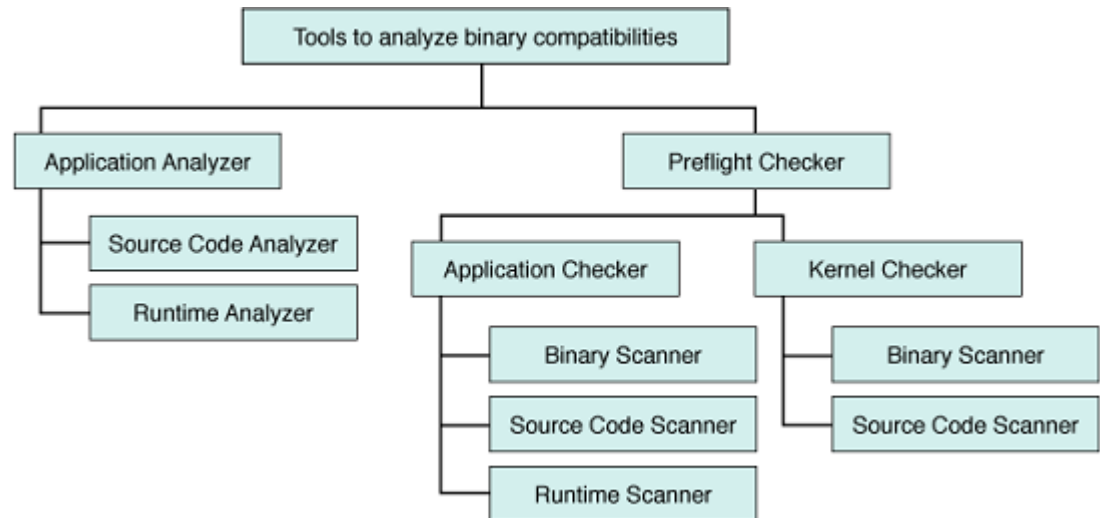 Tools to analyze binary compatibilities
Application Analyzer
Source Code Analyzer
Runtime Analyzer
Preflight Checker
Application Checker
Binary Scanner
Source Code Scanner
Runtime Scanner
Kernel Checker
Binary Scanner
Source Code Scanner